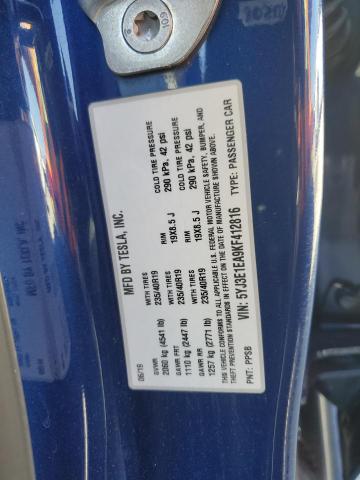 MFD BY TESLA, INC.
06/19
GVWR
2060 kg (4541 lb)
WITH TIRES
235/40R19
RIM
19X8.5 J
COLD TIRE PRESSURE
290 kPa, 42 psi
GAWR FRT
1110 kg (2447 lb)
WITH TIRES
235/40R19
RIM
19X8.5 J
COLD TIRE PRESSURE
290 kPa, 42 psi
GAWR RR
1257 kg (2771 lb)
THIS VEHICLE CONFORMS TO ALL APPLICABLE U.S. FEDERAL MOTOR VEHICLE SAFETY, BUMPER, AND
THEFT PREVENTION STANDARDS IN EFFECT ON THE DATE OF MANUFACTURE SHOWN ABOVE.
VIN: 5YJ3E1EA9KF412816
TYPE: PASSENGER CAR
PNT: PPSB